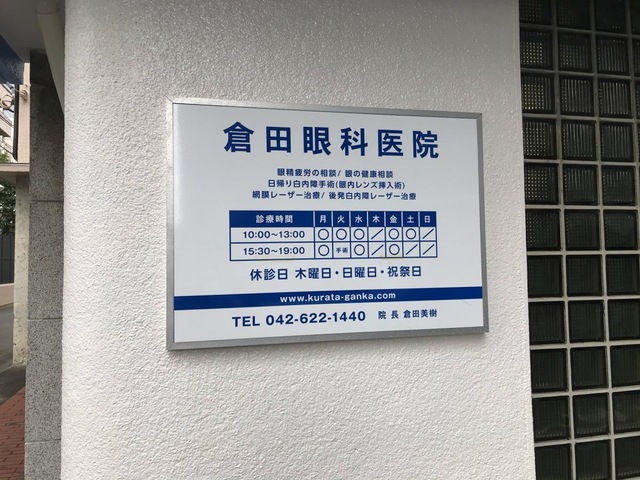 倉田眼科医院
眼精疲労の相談/ 眼の健康相談
日帰り白内障手術(眼内レンズ挿入術)
網膜レーザー治療/ 後発白内障レーザー治療
診療時間 月 火 水 木 金 土 日
10:00～13:00 ○ ○ ○ ／ ○ ○ ／
15:30～19:00 ○ 手術 ○ ／ ○ ／ ／
休診日 木曜日・日曜日・祝祭日
www.kurata-ganka.com
TEL 042-622-1440 院 長 倉田美樹